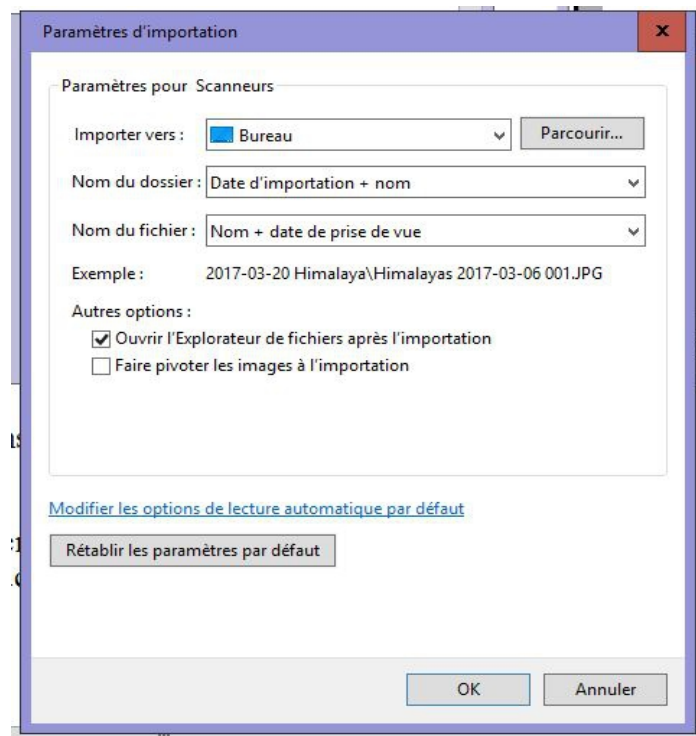 Paramètres d'importation
x
Paramètres pour Scanneurs
Importer vers : Bureau Parcourir...
Nom du dossier : Date d'importation + nom
Nom du fichier : Nom + date de prise de vue
Exemple : 2017-03-20 Himalaya\Himalayas 2017-03-06 001.JPG
Autres options :
Ouvrir l'Explorateur de fichiers après l'importation
Faire pivoter les images à l'importation
Modifier les options de lecture automatique par défaut
Rétablir les paramètres par défaut
OK Annuler